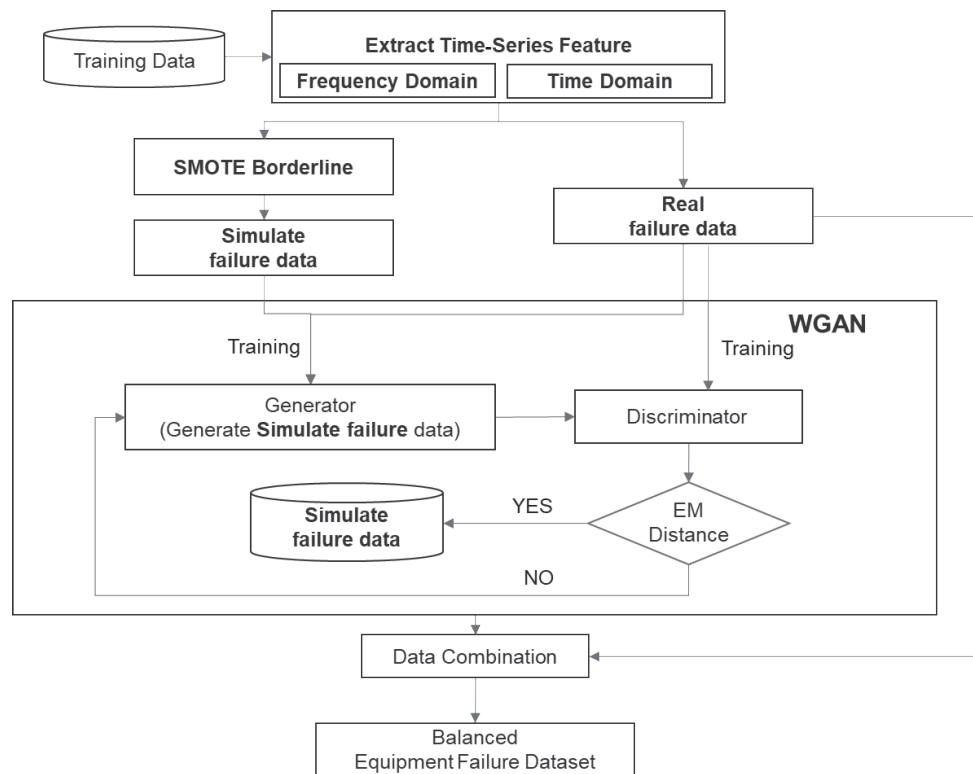 Training Data
Extract Time-Series Feature
Frequency Domain
Time Domain
SMOTE Borderline
Simulate
failure data
Real
failure data
WGAN
Training
Training
Generator
(Generate Simulate failure data)
Discriminator
Simulate
failure data
YES
EM
Distance
NO
Data Combination
Balanced
Equipment Failure Dataset